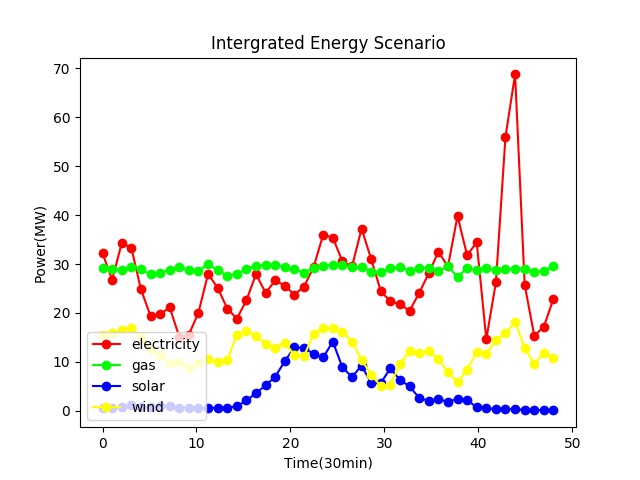 Intergrated Energy Scenario
Power(MW)
70
60
50
40
30
20
10
0
electricity
gas
solar
wind
0 10 20 30 40 50
Time(30min)